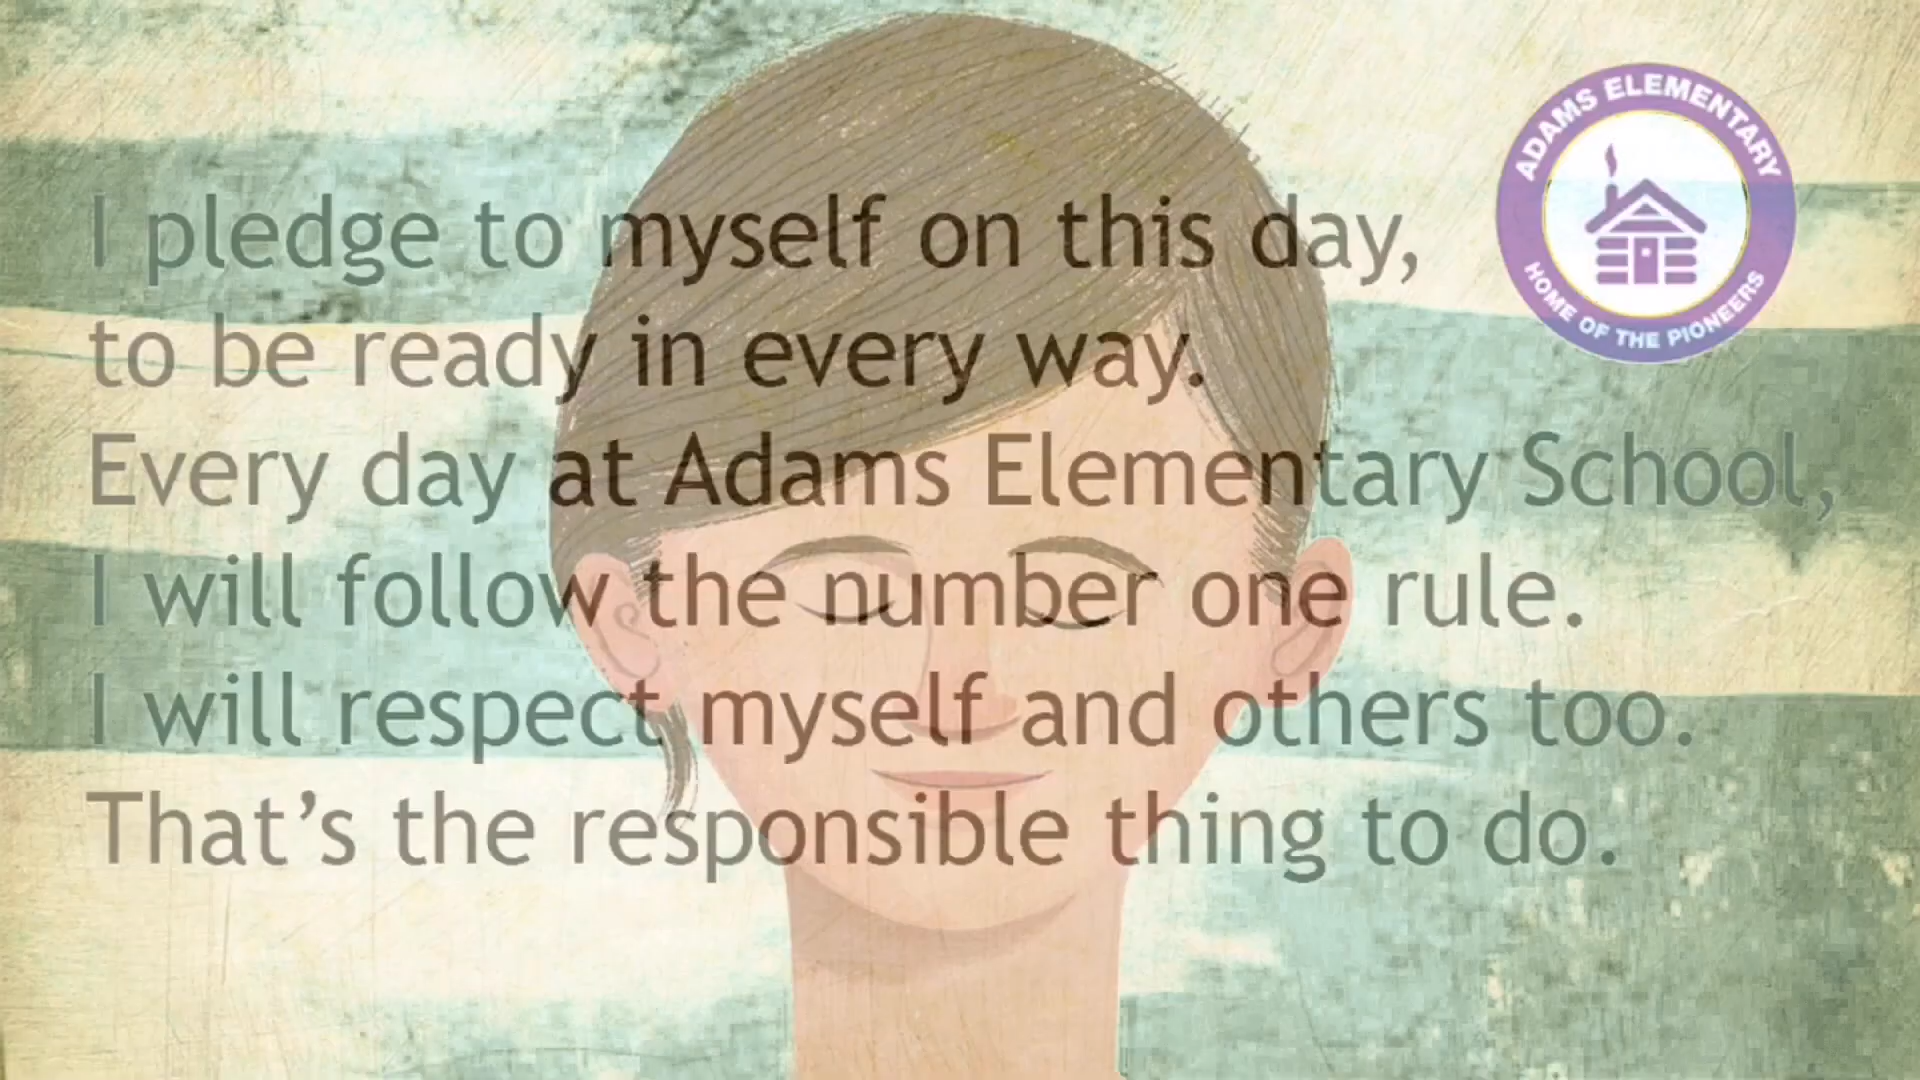 ADAMS ELEMENTARY
HOME OF THE PIONEERS
I pledge to myself on this day,
to be ready in every way.
Every day at Adams Elementary School,
I will follow the number one rule.
I will respect myself and others too.
That’s the responsible thing to do.